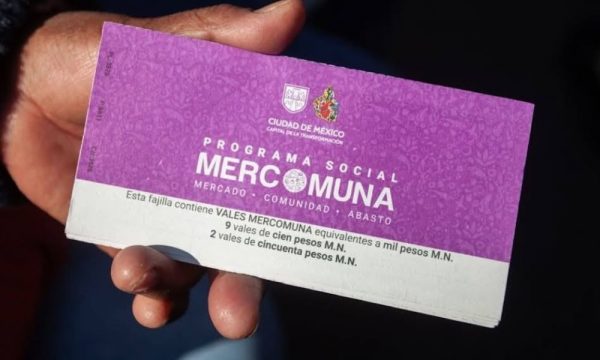 CIUDAD DE MÉXICO
CAPITAL DE LA TRANSFORMACIÓN
PROGRAMA SOCIAL
MERCOMUNA
MERCADO • COMUNIDAD • ABASTO
Esta fajilla contiene VALES MERCOMUNA equivalentes a mil pesos M.N.
9 vales de cien pesos M.N.
2 vales de cincuenta pesos M.N.